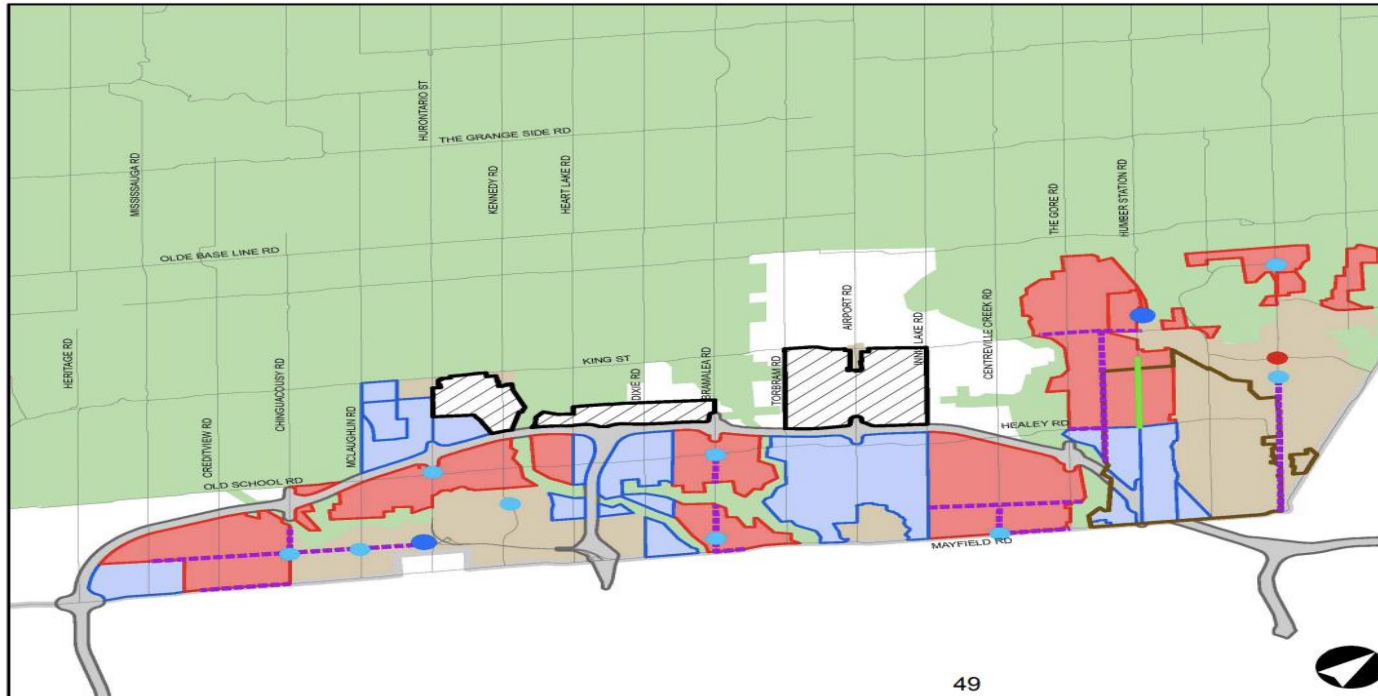 HURONTARIO ST
THE GRANGE SIDE RD
MISSISSAUGA RD
KENNEDY RD
HEART LAKE RD
THE GORE RD
HUMBER STATION RD
OLDE BASE LINE RD
AIRPORT RD
INNIS LAKE RD
CENTREVILLE CREEK RD
HERITAGE RD
KING ST
DIXIE RD
BRAMALEA RD
TORBRAM RD
CHINGUACOUSY RD
MCLAUGHLIN RD
CREDITVIEW RD
HEALEY RD
OLD SCHOOL RD
MAYFIELD RD
49